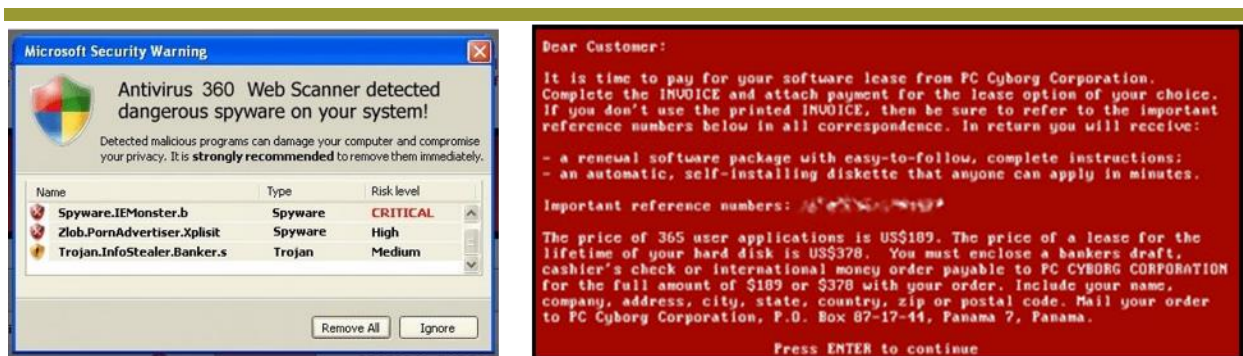 Microsoft Security Warning
Antivirus 360 Web Scanner detected
dangerous spyware on your system!
Detected malicious programs can damage your computer and compromise
your privacy. It is strongly recommended to remove them immediately.
Name Type Risk level
Spyware.IEMonster.b Spyware CRITICAL
Zlob.PornAdvertiser.Xplisit Spyware High
Trojan.InfoStealer.Banker.s Trojan Medium
Remove All Ignore
Dear Customer:
It is time to pay for your software lease from PC Cyborg Corporation.
Complete the INVOICE and attach payment for the lease option of your choice.
If you don't use the printed INVOICE, then be sure to refer to the important
reference numbers below in all correspondence. In return you will receive:
- a renewal software package with easy-to-follow, complete instructions;
- an automatic, self-installing diskette that anyone can apply in minutes.
Important reference numbers:
The price of 365 user applications is US$189. The price of a lease for the
lifetime of your hard disk is US$378. You must enclose a bankers draft,
cashier's check or international money order payable to PC CYBORG CORPORATION
for the full amount of $189 or $378 with your order. Include your name,
company, address, city, state, country, zip or postal code. Mail your order
to PC Cyborg Corporation, P.O. Box 87-17-44, Panama 7, Panama.
Press ENTER to continue